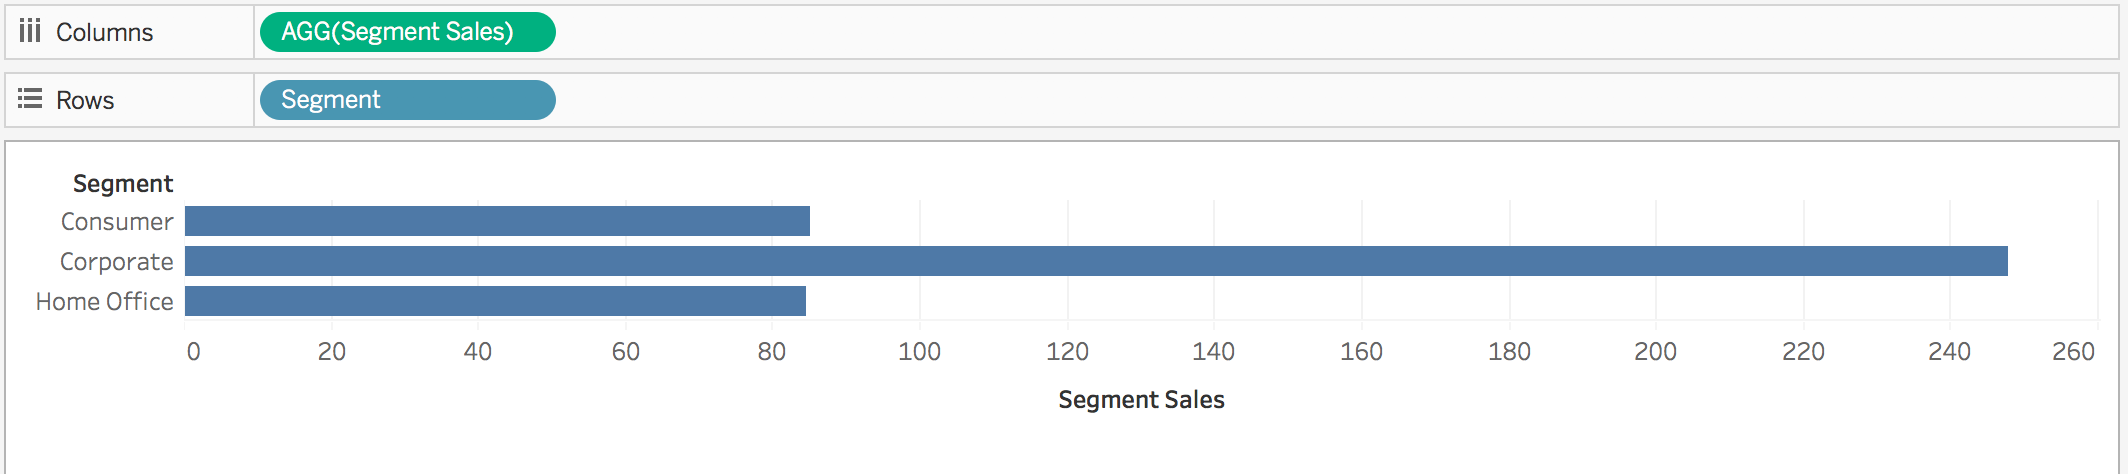 Columns AGG(Segment Sales)
Rows Segment
Segment
Consumer
Corporate
Home Office
0 20 40 60 80 100 120 140 160 180 200 220 240 260
Segment Sales